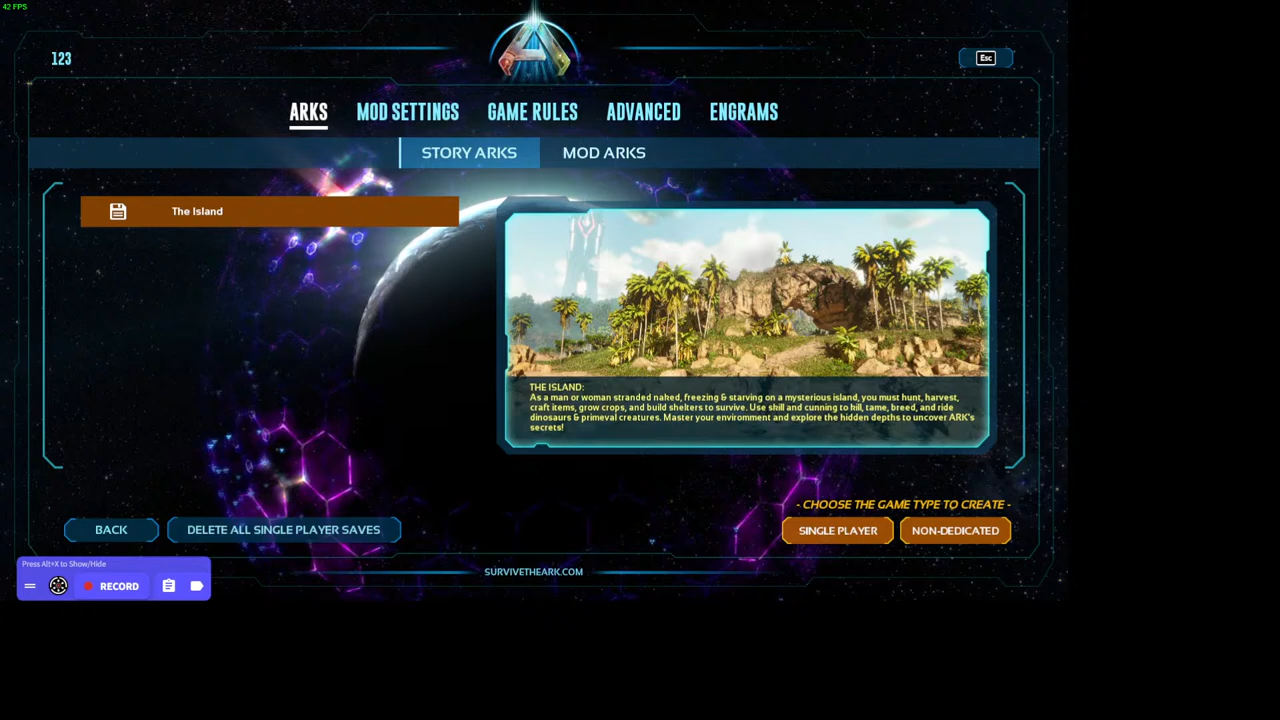 42 FPS
123
Esc
ARKS MOD SETTINGS GAME RULES ADVANCED ENGRAMS
STORY ARKS MOD ARKS
The Island
THE ISLAND:
As a man or woman stranded naked, freezing & starving on a mysterious island, you must hunt, harvest,
craft items, grow crops, and build shelters to survive. Use skill and cunning to kill, tame, breed, and ride
dinosaurs & primeval creatures. Master your environment and explore the hidden depths to uncover ARK's
secrets!
- CHOOSE THE GAME TYPE TO CREATE -
BACK DELETE ALL SINGLE PLAYER SAVES SINGLE PLAYER NON-DEDICATED
Press Alt+X to Show/Hide
RECORD
SURVIVETHEARK.COM